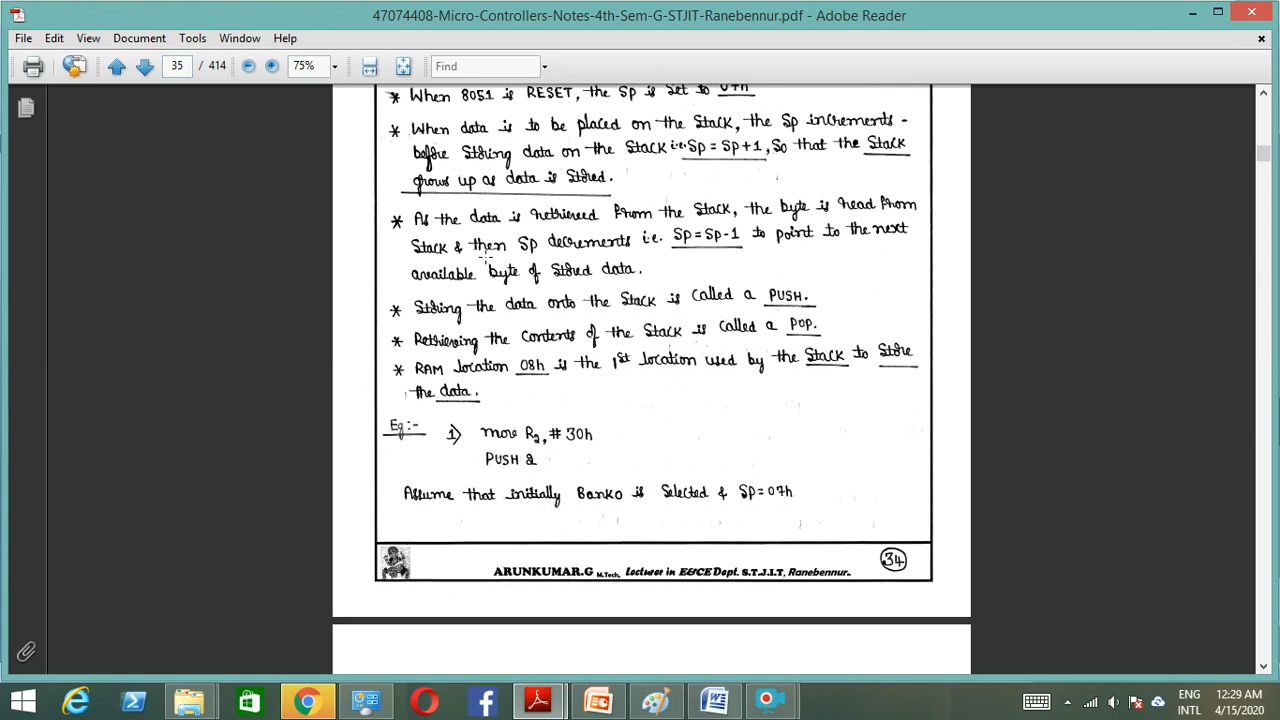 47074408-Micro-Controllers-Notes-4th-Sem-G-STJIT-Ranebennur.pdf - Adobe Reader
File Edit View Document Tools Window Help
35 / 414 75% Find
* When 8051 is RESET, the SP is Set to 07h
* When data is to be placed on the Stack, the Sp increments -
before Storing data on the Stack i.e. Sp = Sp+1, So that the Stack
grows up as data is Stored.
* As the data is retrieved from the Stack, the byte is read from
Stack & then Sp decrements i.e. Sp = Sp-1 to point to the next
available byte of Stored data.
* Storing the data onto the Stack is called a PUSH.
* Retrieving the contents of the Stack is called a POP.
* RAM location 08h is the 1st location used by the Stack to Store
the data.
Eg:- 1) move R2, # 30h
PUSH 2
Assume that initially Bank0 is Selected & Sp = 07h
34
ARUNKUMAR.G M.Tech, Lecturer in E&CE Dept. S.T.J.I.T, Ranebennur.
ENG 12:29 AM
INTL 4/15/2020